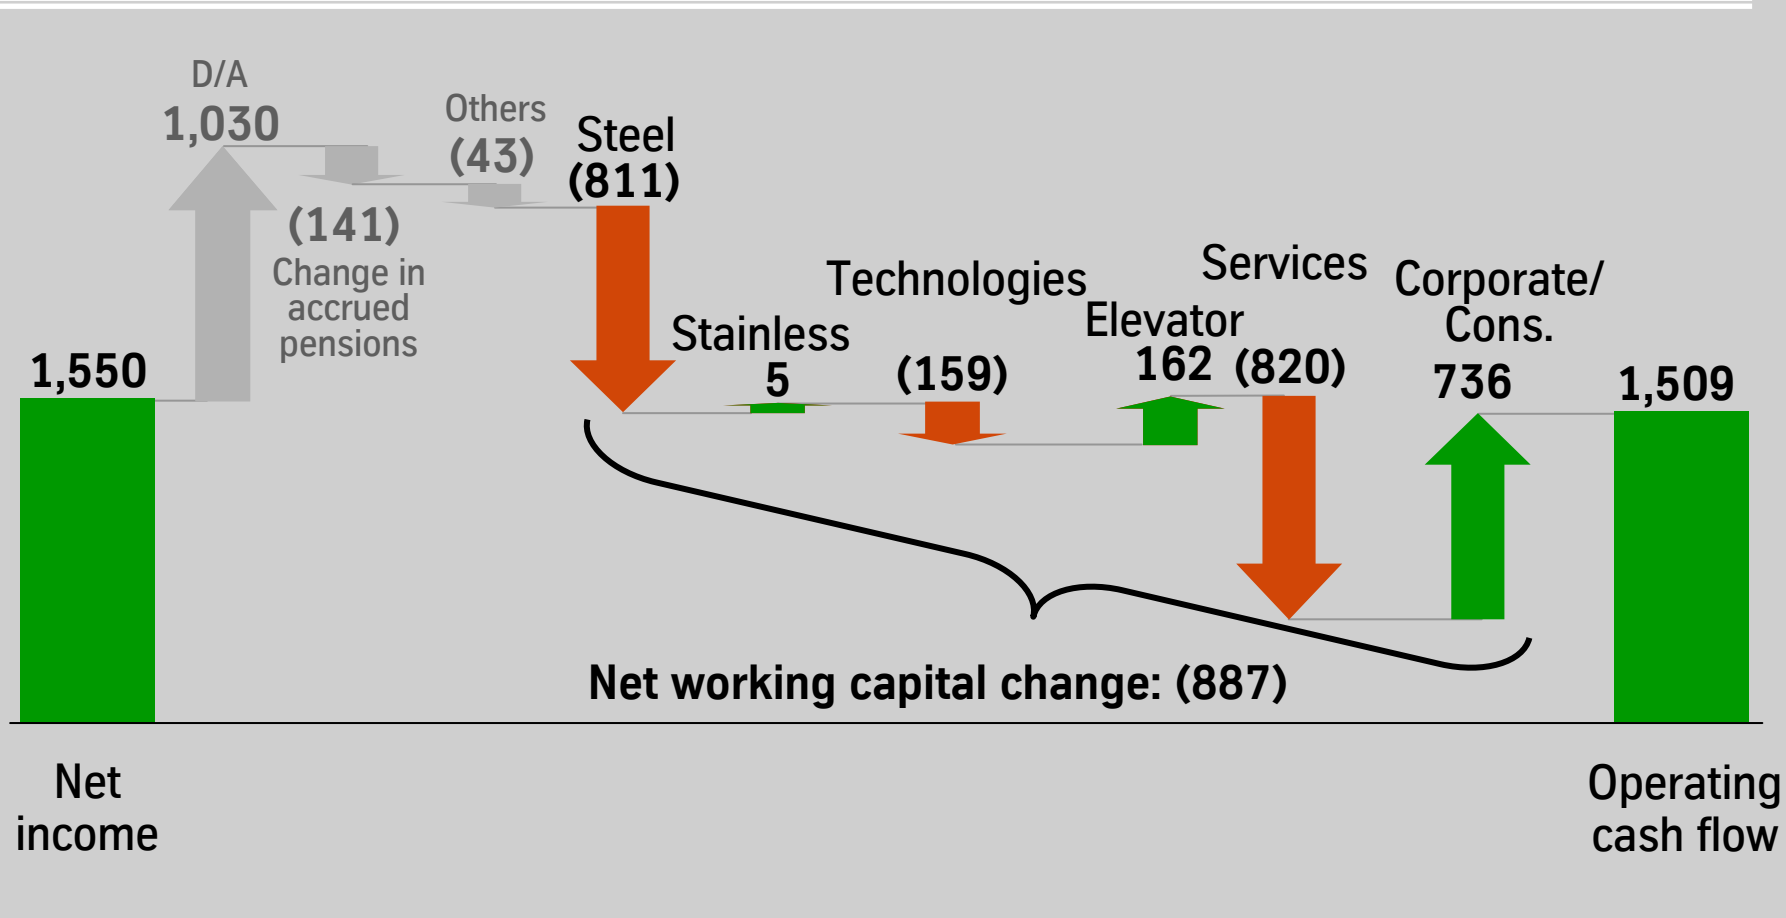 D/A
1,030
(141)
Change in
accrued
pensions
Others
(43)
Steel
(811)
Stainless
5
Technologies
(159)
Elevator
162
Services
(820)
Corporate/
Cons.
736
1,550
1,509
Net working capital change: (887)
Net
income
Operating
cash flow